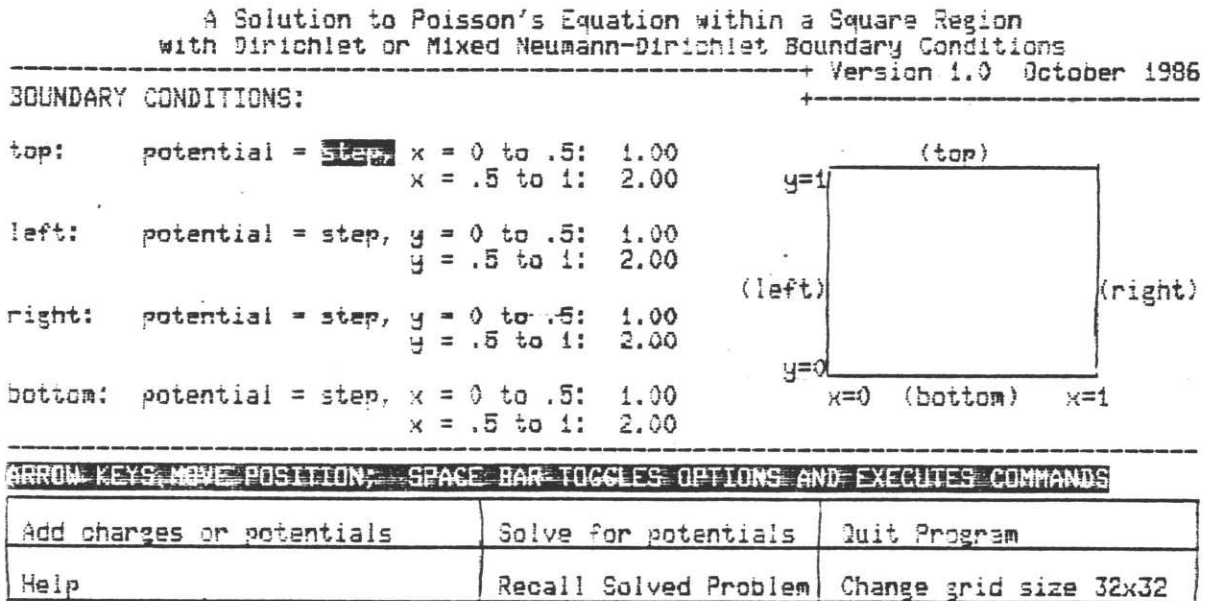 A Solution to Poisson's Equation within a Square Region
with Dirichlet or Mixed Neumann-Dirichlet Boundary Conditions
Version 1.0 October 1986
BOUNDARY CONDITIONS:
top: potential = step, x = 0 to .5: 1.00
x = .5 to 1: 2.00
left: potential = step, y = 0 to .5: 1.00
y = .5 to 1: 2.00
right: potential = step, y = 0 to .5: 1.00
y = .5 to 1: 2.00
bottom: potential = step, x = 0 to .5: 1.00
x = .5 to 1: 2.00
(top)
y=1
(left)
(right)
y=0
x=0 (bottom) x=1
ARROW KEYS MOVE POSITION; SPACE BAR TOGGLES OPTIONS AND EXECUTES COMMANDS
Add charges or potentials Solve for potentials Quit Program
Help Recall Solved Problem Change grid size 32x32